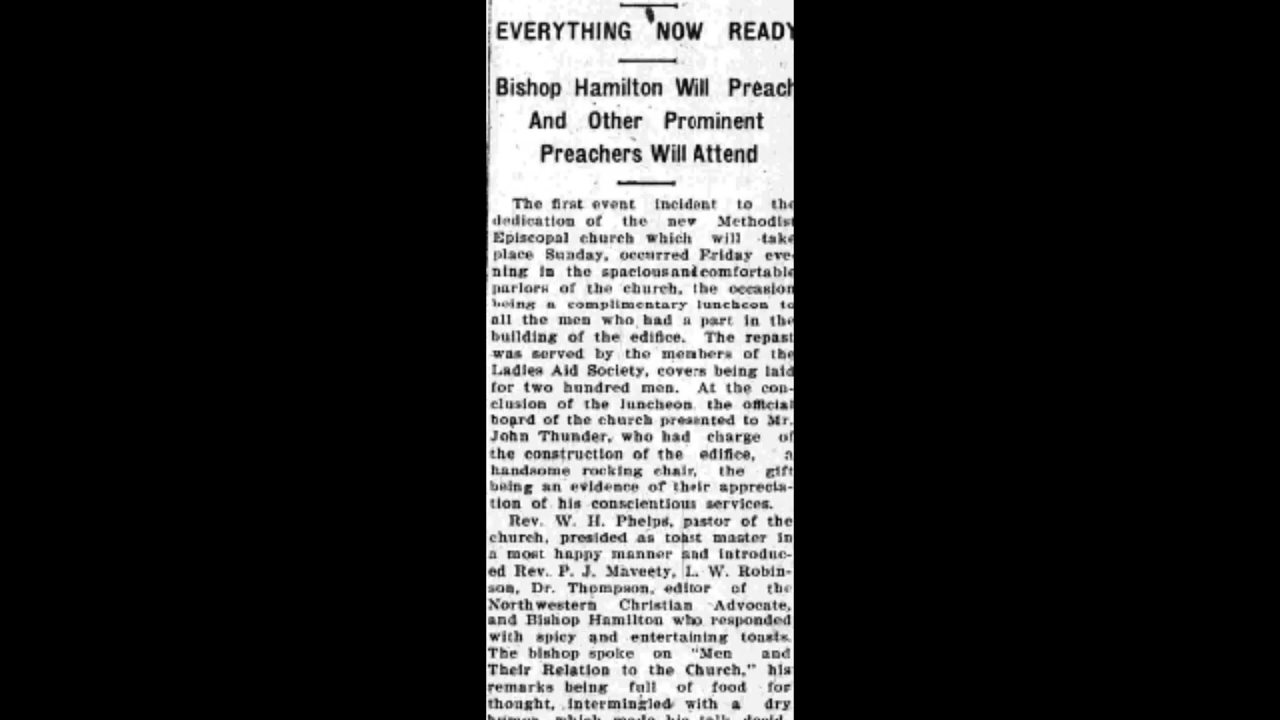 EVERYTHING NOW READY
Bishop Hamilton Will Preach
And Other Prominent
Preachers Will Attend
The first event incident to the
dedication of the new Methodist
Episcopal church which will take
place Sunday, occurred Friday eve-
ning in the spacious and comfortable
parlors of the church, the occasion
being a complimentary luncheon to
all the men who had a part in the
building of the edifice. The repast
was served by the members of the
Ladies Aid Society, covers being laid
for two hundred men. At the con-
clusion of the luncheon the official
board of the church presented to Mr.
John Thunder, who had charge of
the construction of the edifice, a
handsome rocking chair, the gift
being an evidence of their apprecia-
tion of his conscientious services.
Rev. W. H. Phelps, pastor of the
church, presided as toast master in
a most happy manner and introduc-
ed Rev. P. J. Maveety, L. W. Robin-
son, Dr. Thompson, editor of the
Northwestern Christian Advocate,
and Bishop Hamilton who responded
with spicy and entertaining toasts.
The bishop spoke on "Men and
Their Relation to the Church," his
remarks being full of food for
thought, intermingled with a dry
humor, which made his talk decid-